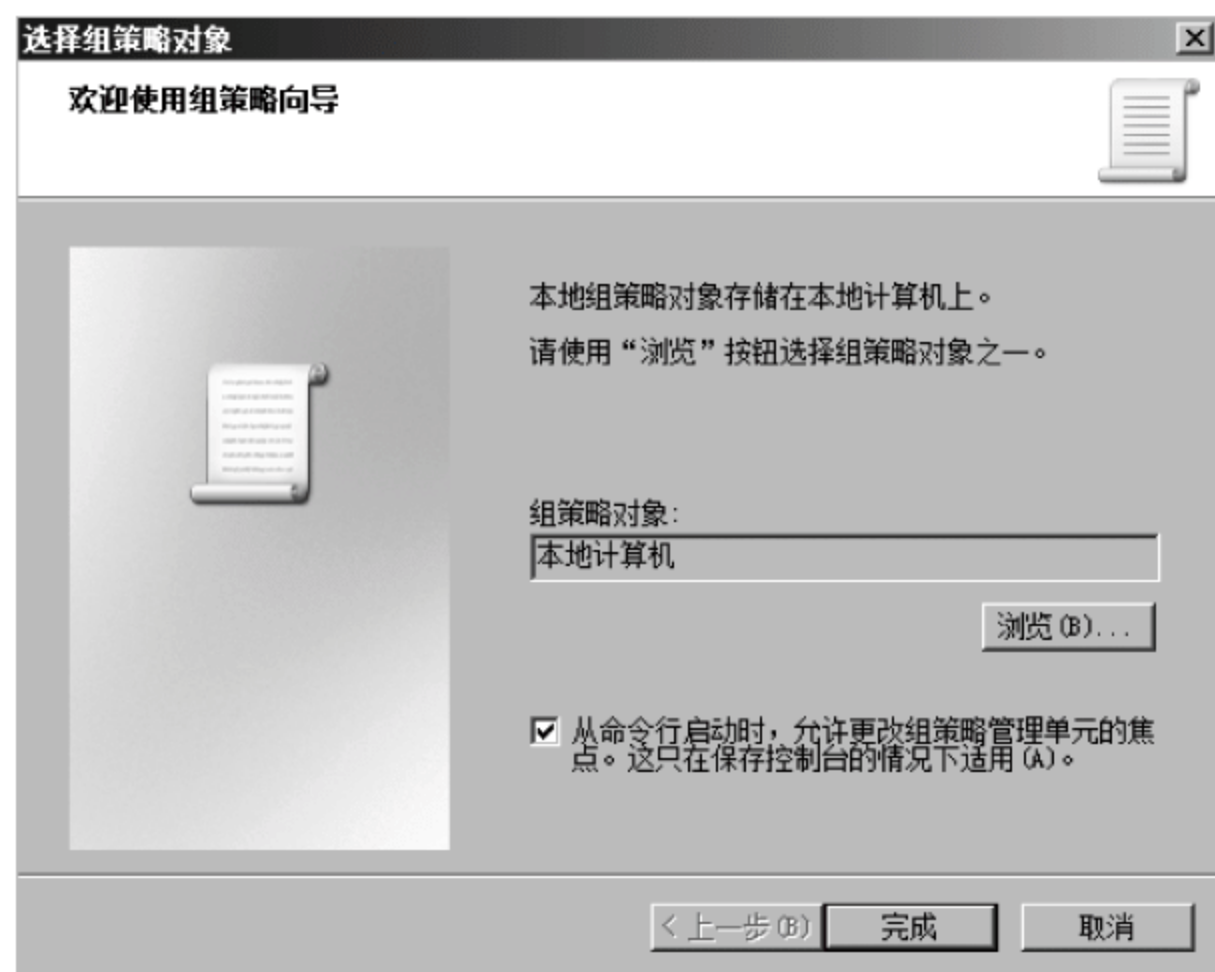 选择组策略对象
欢迎使用组策略向导
本地组策略对象存储在本地计算机上。
请使用“浏览”按钮选择组策略对象之一。
组策略对象:
本地计算机
浏览(B)...
从命令行启动时，允许更改组策略管理单元的焦
点。这只在保存控制台的情况下适用(A)。
<上一步(B)
完成
取消